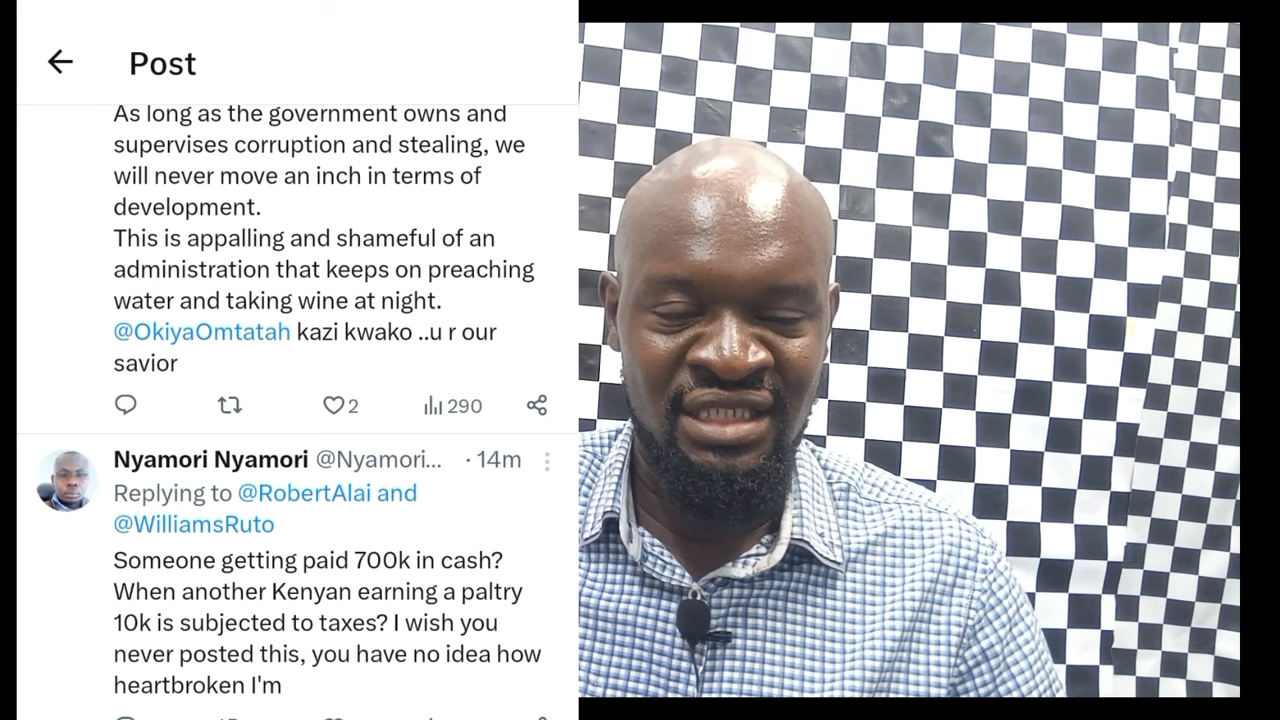 Post
As long as the government owns and
supervises corruption and stealing, we
will never move an inch in terms of
development.
This is appalling and shameful of an
administration that keeps on preaching
water and taking wine at night.
@OkiyaOmtatah kazi kwako ..u r our
savior
2 290
Nyamori Nyamori @Nyamori... · 14m
Replying to @RobertAlai and
@WilliamsRuto
Someone getting paid 700k in cash?
When another Kenyan earning a paltry
10k is subjected to taxes? I wish you
never posted this, you have no idea how
heartbroken I'm